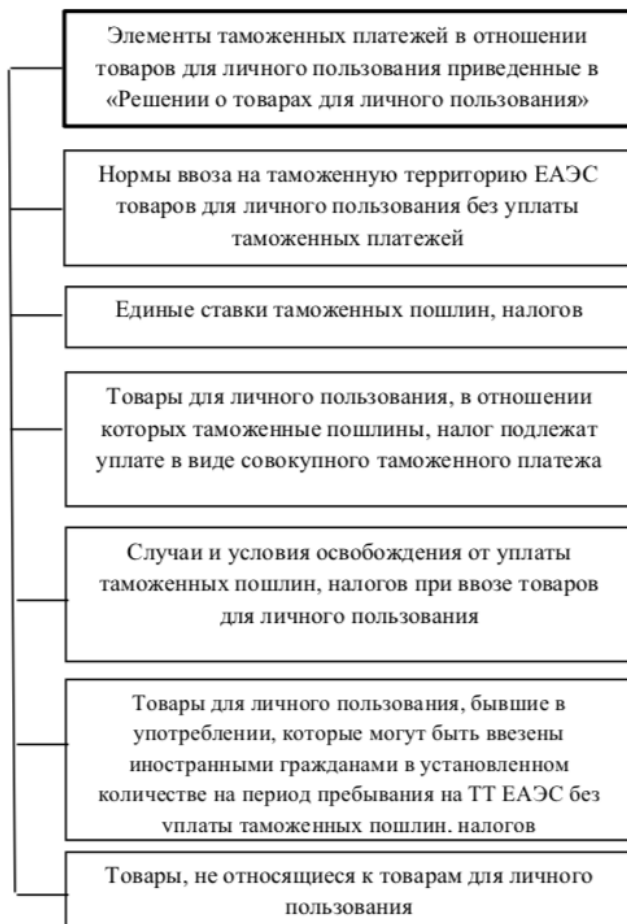 Элементы таможенных платежей в отношении
товаров для личного пользования приведенные в
«Решении о товарах для личного пользования»
Нормы ввоза на таможенную территорию ЕАЭС
товаров для личного пользования без уплаты
таможенных платежей
Единые ставки таможенных пошлин, налогов
Товары для личного пользования, в отношении
которых таможенные пошлины, налог подлежат
уплате в виде совокупного таможенного платежа
Случаи и условия освобождения от уплаты
таможенных пошлин, налогов при ввозе товаров
для личного пользования
Товары для личного пользования, бывшие в
употреблении, которые могут быть ввезены
иностранными гражданами в установленном
количестве на период пребывания на ТТ ЕАЭС без
уплаты таможенных пошлин, налогов
Товары, не относящиеся к товарам для личного
пользования